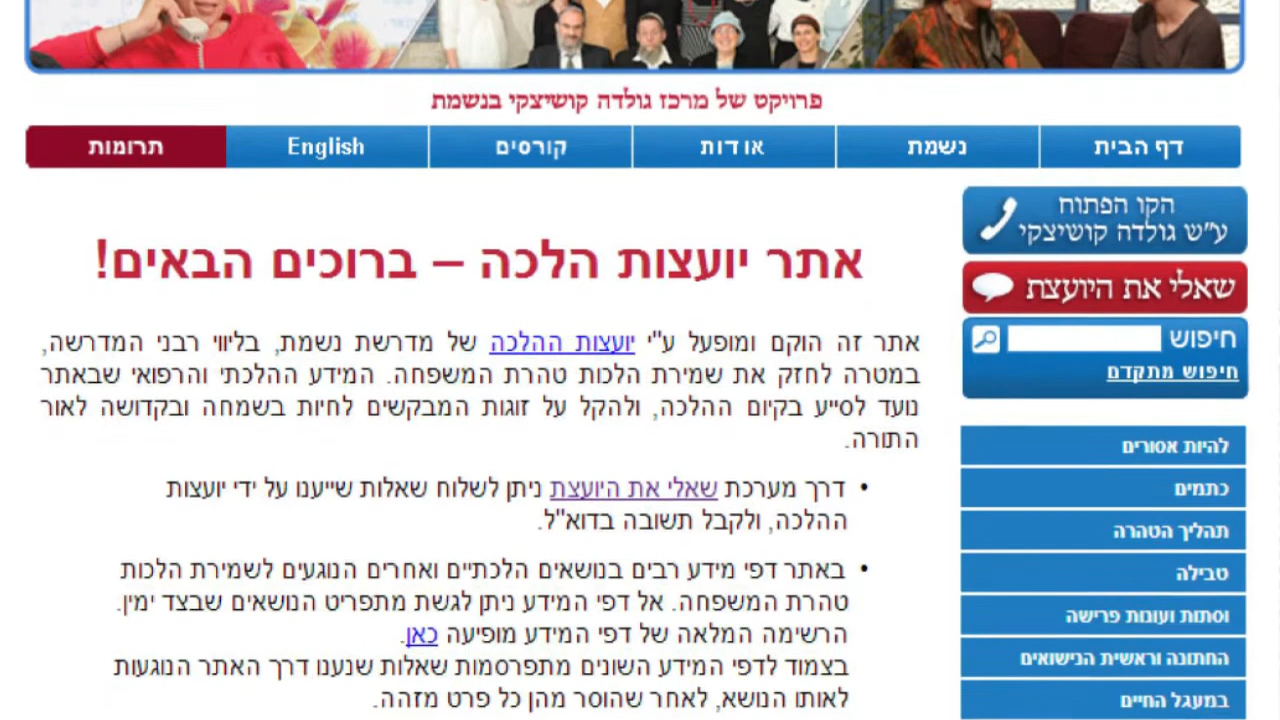 פרויקט של מרכז גולדה קושיצקי בנשמת
דף הבית
נשמת
אודות
קורסים
English
תרומות
הקו הפתוח
ע"ש גולדה קושיצקי
שאלי את היועצת
חיפוש
חיפוש מתקדם
להיות אסורים
כתמים
תהליך הטהרה
טבילה
וסתות ועונות פרישה
החתונה וראשית הנישואים
במעגל החיים
אתר יועצות הלכה – ברוכים הבאים!
אתר זה הוקם ומופעל ע"י יועצות ההלכה של מדרשת נשמת, בליווי רבני המדרשה,
במטרה לחזק את שמירת הלכות טהרת המשפחה. המידע ההלכתי והרפואי שבאתר
נועד לסייע בקיום ההלכה, ולהקל על זוגות המבקשים לחיות בשמחה ובקדושה לאור
התורה.
• דרך מערכת שאלי את היועצת ניתן לשלוח שאלות שייענו על ידי יועצות
ההלכה, ולקבל תשובה בדוא"ל.
• באתר דפי מידע רבים בנושאים הלכתיים ואחרים הנוגעים לשמירת הלכות
טהרת המשפחה. אל דפי המידע ניתן לגשת מתפריט הנושאים שבצד ימין.
הרשימה המלאה של דפי המידע מופיעה כאן.
בצמוד לדפי המידע השונים מתפרסמות שאלות שנענו דרך האתר הנוגעות
לאותו הנושא, לאחר שהוסר מהן כל פרט מזהה.